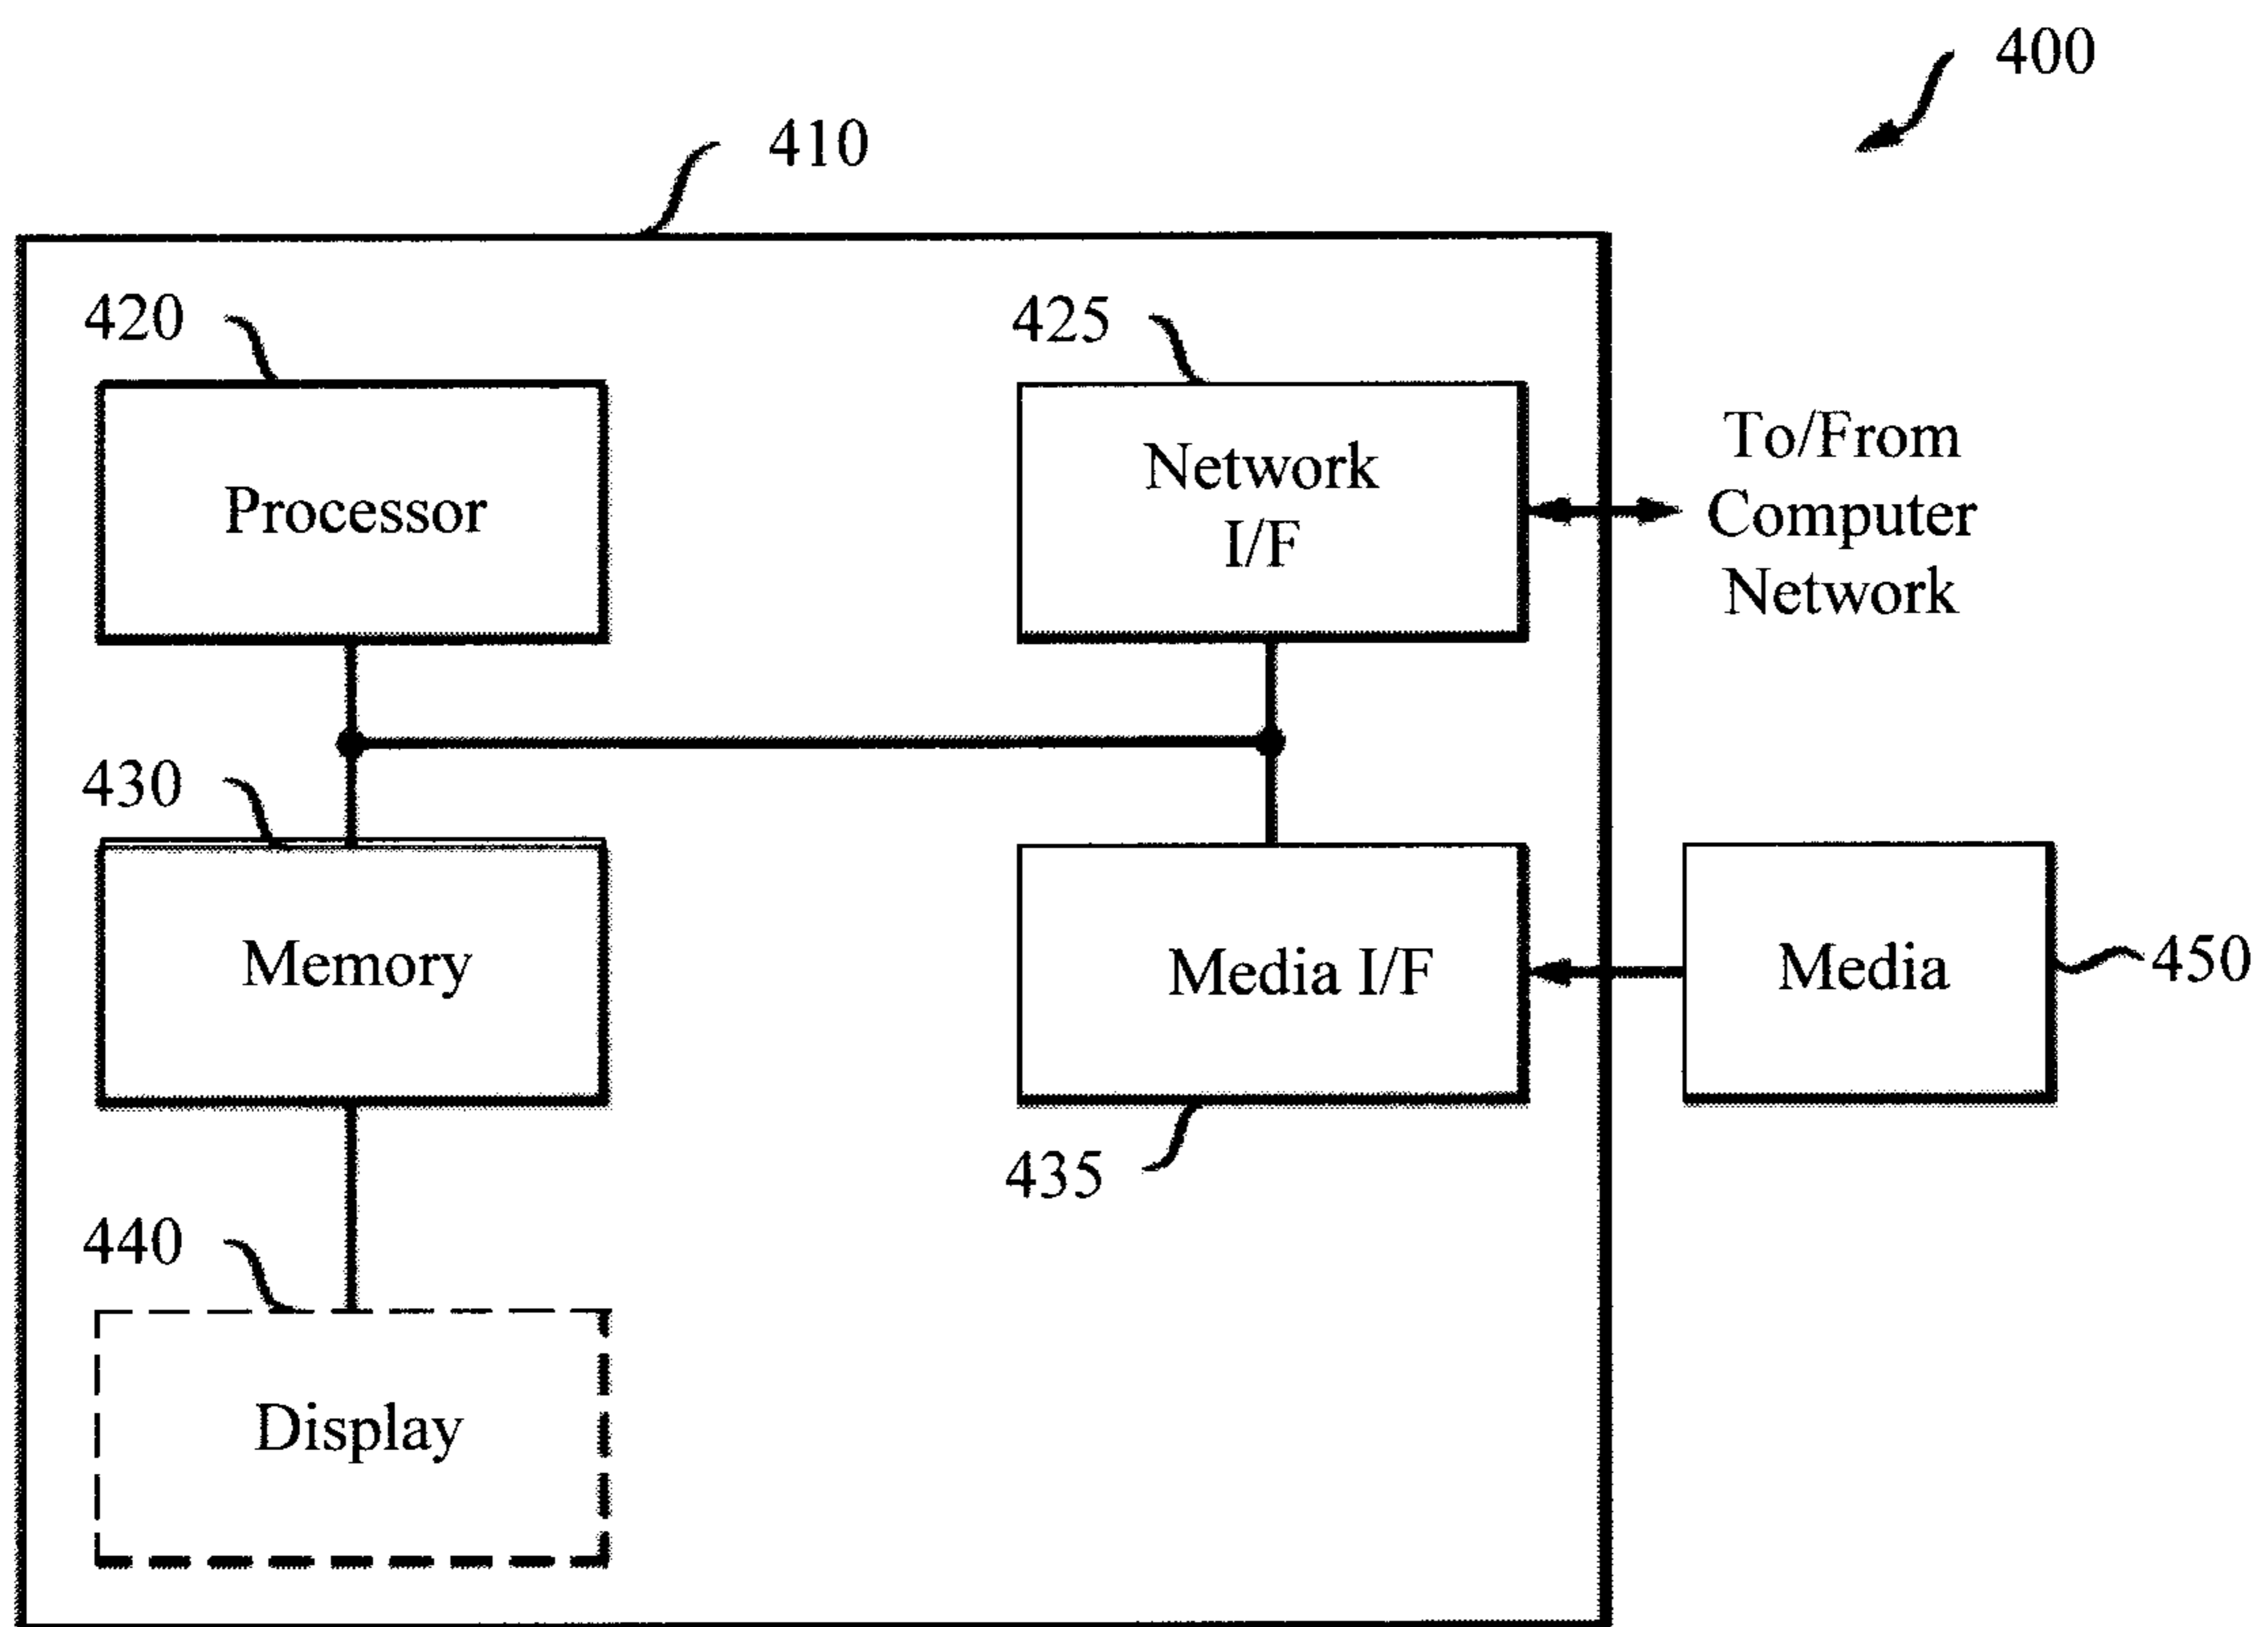 400
410
420
425
Processor
Network
I/F
To/From
Computer
Network
430
Memory
Media I/F
Media
450
435
440
Display